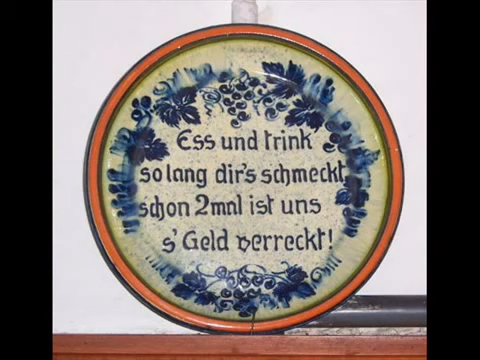 Ess und trink
so lang dir's schmeckt
schon 2mal ist uns
s' Geld verreckt!